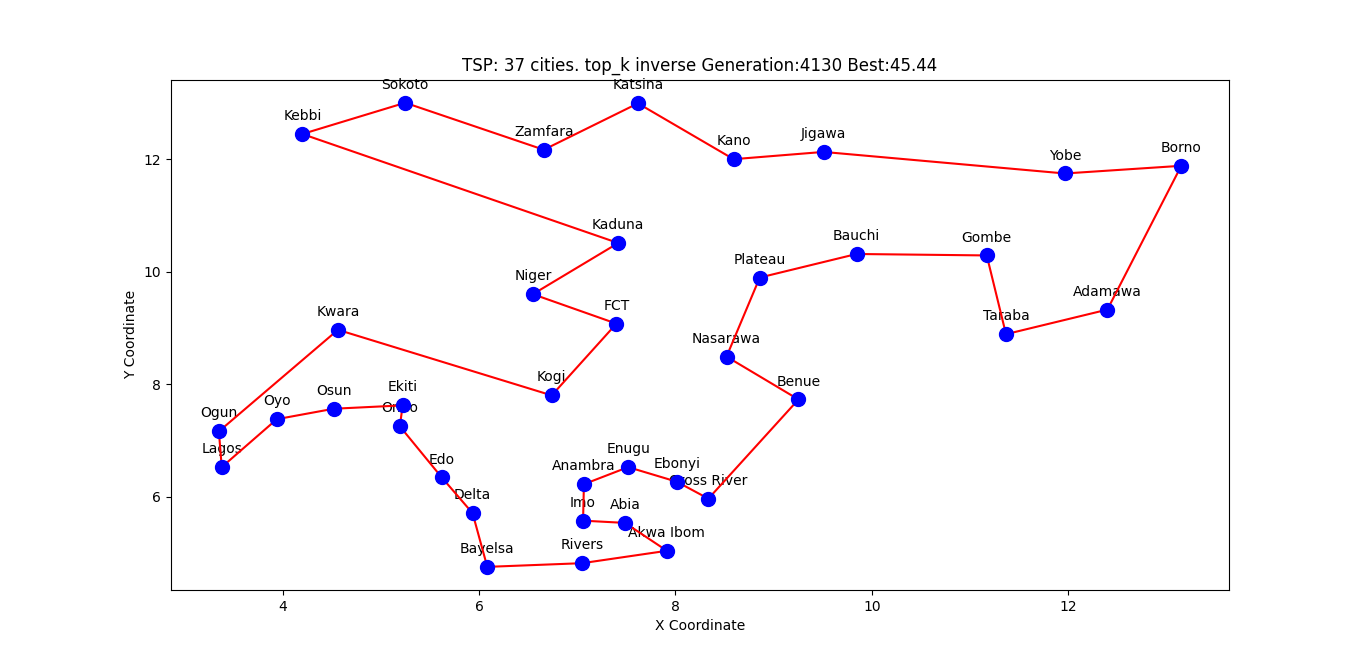 TSP: 37 cities. top_k inverse Generation:4130 Best:45.44
Sokoto
Katsina
Kebbi
Zamfara
Kano
Jigawa
Yobe
Borno
Kaduna
Bauchi
Gombe
Plateau
Niger
Adamawa
FCT
Kwara
Taraba
Nasarawa
Kogi
Benue
Ekiti
Osun
Oyo
Ondo
Ogun
Lagos
Enugu
Edo
Anambra
Ebonyi
Cross River
Delta
Imo
Abia
Akwa Ibom
Bayelsa
Rivers
12
10
8
6
4
6
8
10
12
Y Coordinate
X Coordinate